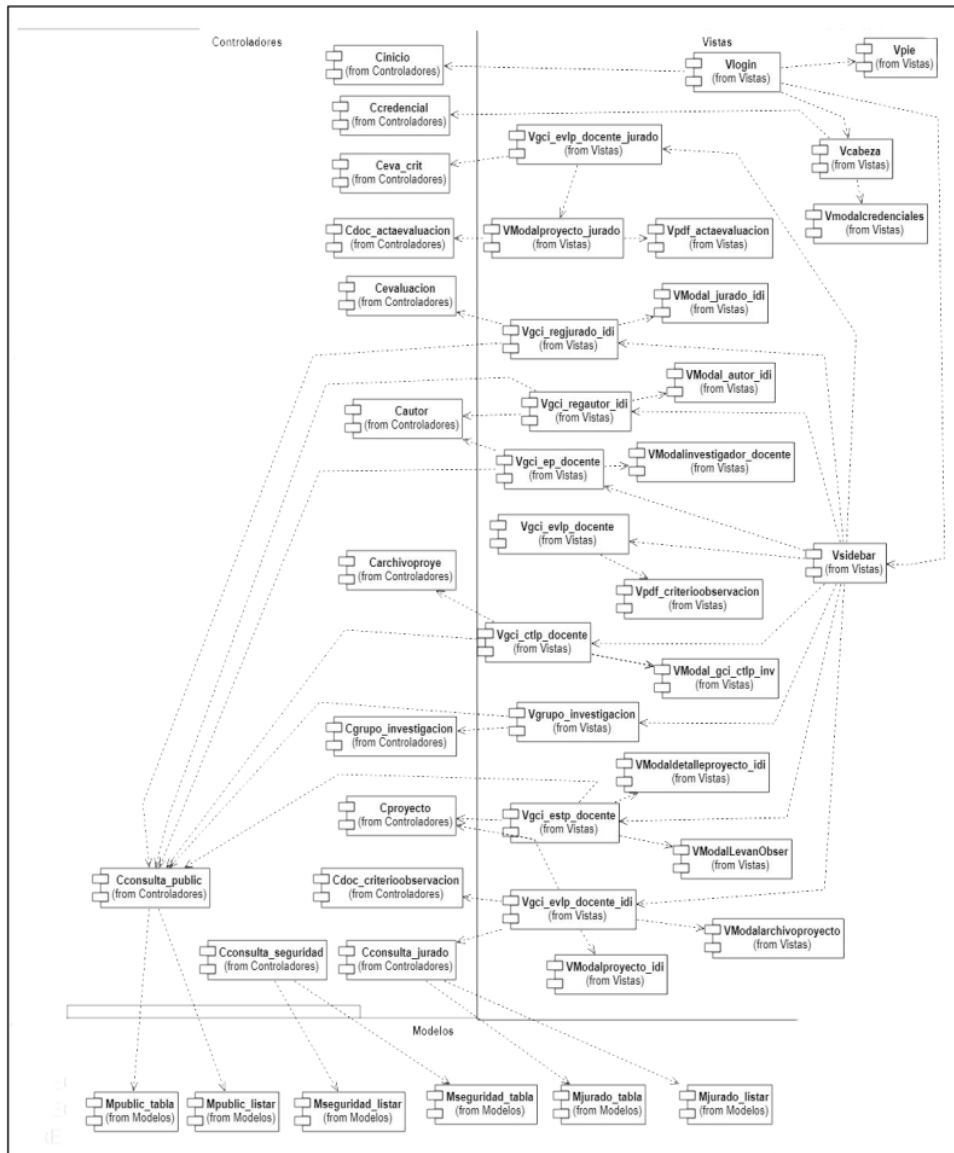 Controladores
Vistas
Cinicio
(from Controladores)
Vlogin
(from Vistas)
Vpie
(from Vistas)
Ccredencial
(from Controladores)
Vgci_evlp_docente_jurado
(from Vistas)
Vcabeza
(from Vistas)
Ceva_crit
(from Controladores)
Vmodalcredenciales
(from Vistas)
Cdoc_actaevaluacion
(from Controladores)
VModalproyecto_jurado
(from Vistas)
Vpdf_actaevaluacion
(from Vistas)
Cevaluacion
(from Controladores)
VModal_jurado_idi
(from Vistas)
Vgci_regjurado_idi
(from Vistas)
VModal_autor_idi
(from Vistas)
Cautor
(from Controladores)
Vgci_regautor_idi
(from Vistas)
Vgci_ep_docente
(from Vistas)
VModalinvestigador_docente
(from Vistas)
Vgci_evlp_docente
(from Vistas)
Vsidebar
(from Vistas)
Carchivoproye
(from Controladores)
Vpdf_criterioobservacion
(from Vistas)
Vgci_ctlp_docente
(from Vistas)
VModal_gci_ctlp_inv
(from Vistas)
Cgrupo_investigacion
(from Controladores)
Vgrupo_investigacion
(from Vistas)
VModaldetalleproyecto_idi
(from Vistas)
Cproyecto
(from Controladores)
Vgci_estp_docente
(from Vistas)
VModalLevanObser
(from Vistas)
Cconsulta_public
(from Controladores)
Cdoc_criterioobservacion
(from Controladores)
Vgci_evlp_docente_idi
(from Vistas)
VModalarchivoproyecto
(from Vistas)
Cconsulta_seguridad
(from Controladores)
Cconsulta_jurado
(from Controladores)
VModalproyecto_idi
(from Vistas)
Modelos
Mpublic_tabla
(from Modelos)
Mpublic_listar
(from Modelos)
Mseguridad_listar
(from Modelos)
Mseguridad_tabla
(from Modelos)
Mjurado_tabla
(from Modelos)
Mjurado_listar
(from Modelos)